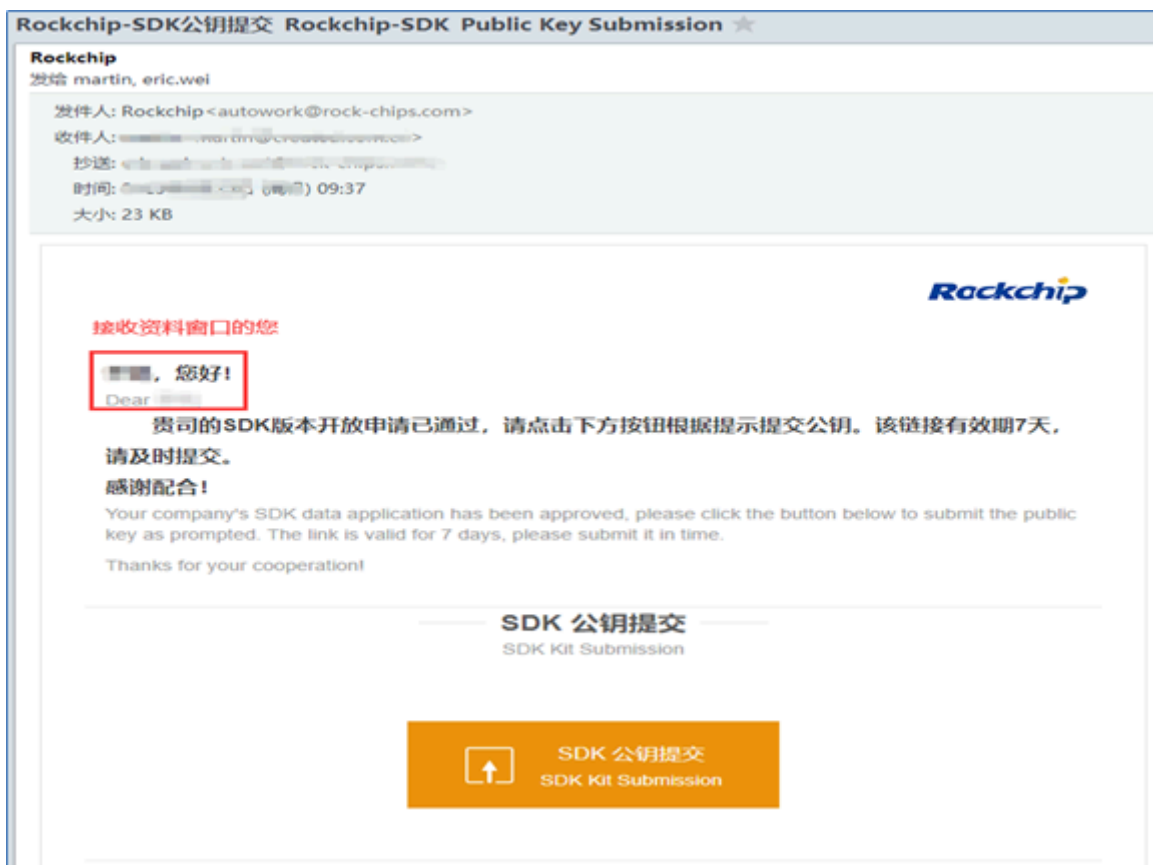 Rockchip-SDK公钥提交 Rockchip-SDK Public Key Submission
Rockchip
发给 martin, eric.wei
发件人: Rockchip<autowork@rock-chips.com>
收件人:
抄送:
时间: 09:37
大小: 23 KB
Rockchip
接收资料窗口的您
，您好!
Dear
贵司的SDK版本开放申请已通过，请点击下方按钮根据提示提交公钥。该链接有效期7天，
请及时提交。
感谢配合!
Your company's SDK data application has been approved, please click the button below to submit the public
key as prompted. The link is valid for 7 days, please submit it in time.
Thanks for your cooperation!
SDK 公钥提交
SDK Kit Submission
SDK 公钥提交
SDK Kit Submission